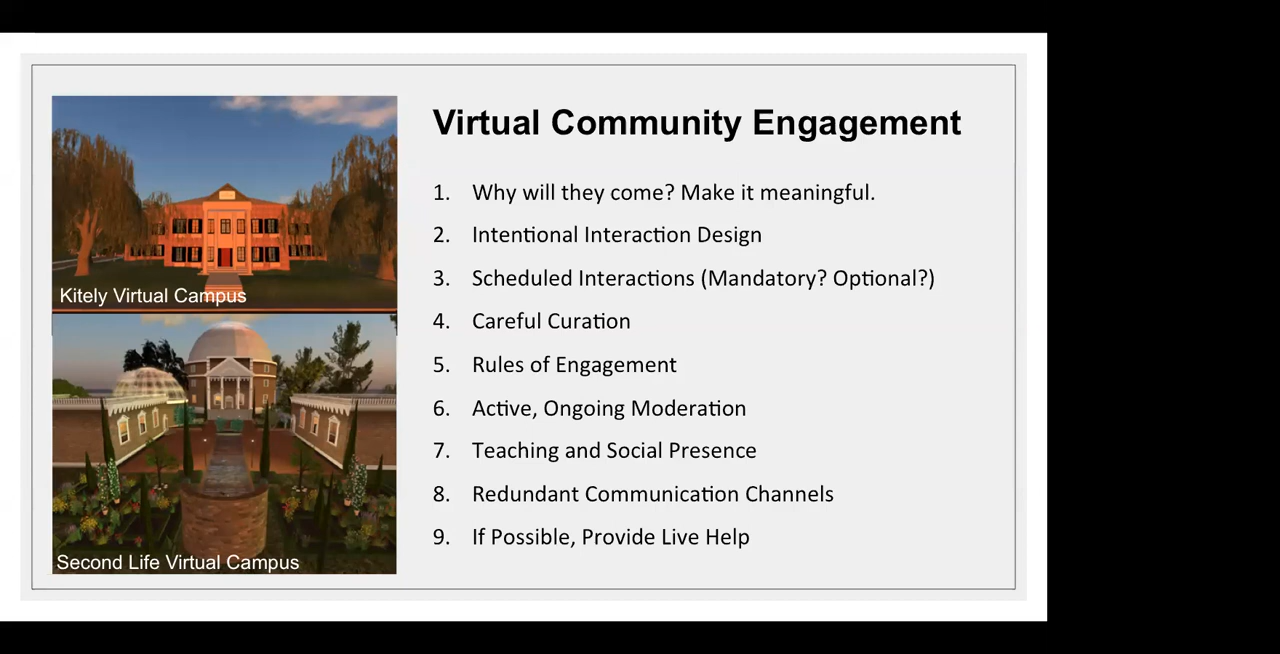 Virtual Community Engagement
1. Why will they come? Make it meaningful.
2. Intentional Interaction Design
3. Scheduled Interactions (Mandatory? Optional?)
4. Careful Curation
5. Rules of Engagement
6. Active, Ongoing Moderation
7. Teaching and Social Presence
8. Redundant Communication Channels
9. If Possible, Provide Live Help
Kitely Virtual Campus
Second Life Virtual Campus